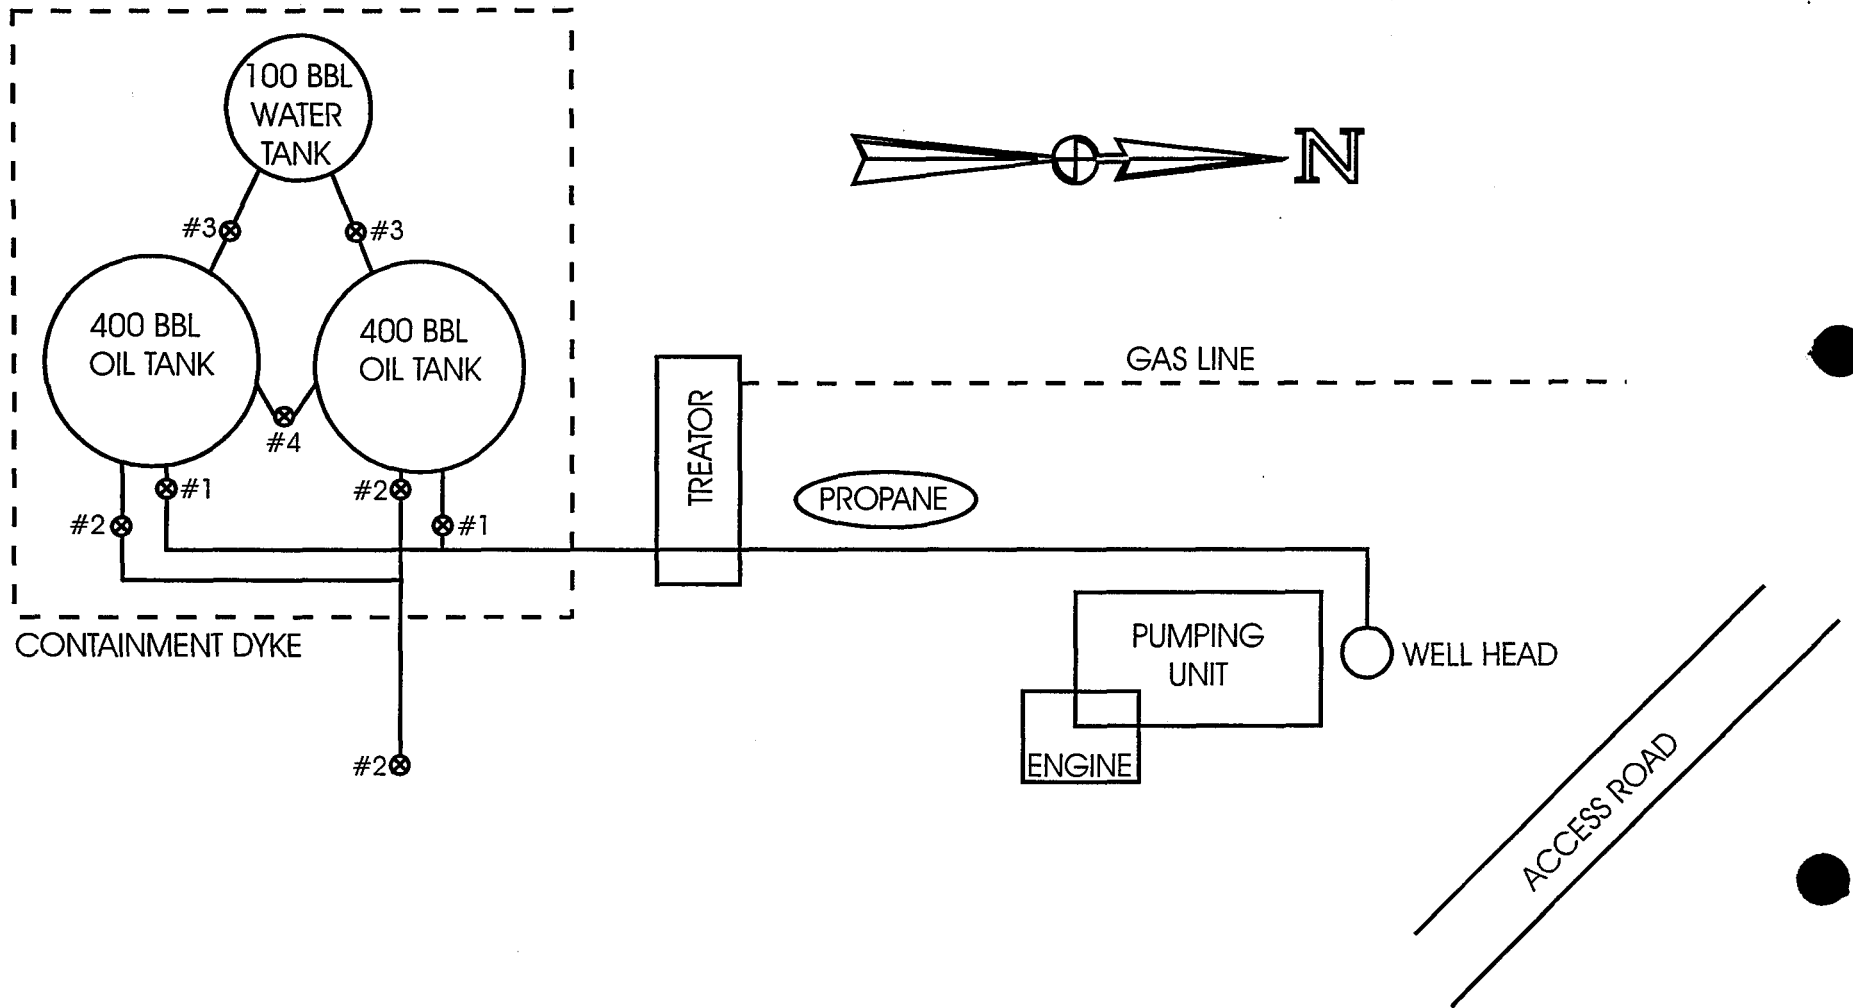 100 BBL
WATER
TANK
N
#3
#3
400 BBL
OIL TANK
400 BBL
OIL TANK
GAS LINE
#4
TREATOR
#1
#2
PROPANE
#2
#1
CONTAINMENT DYKE
PUMPING
UNIT
WELL HEAD
#2
ENGINE
ACCESS ROAD